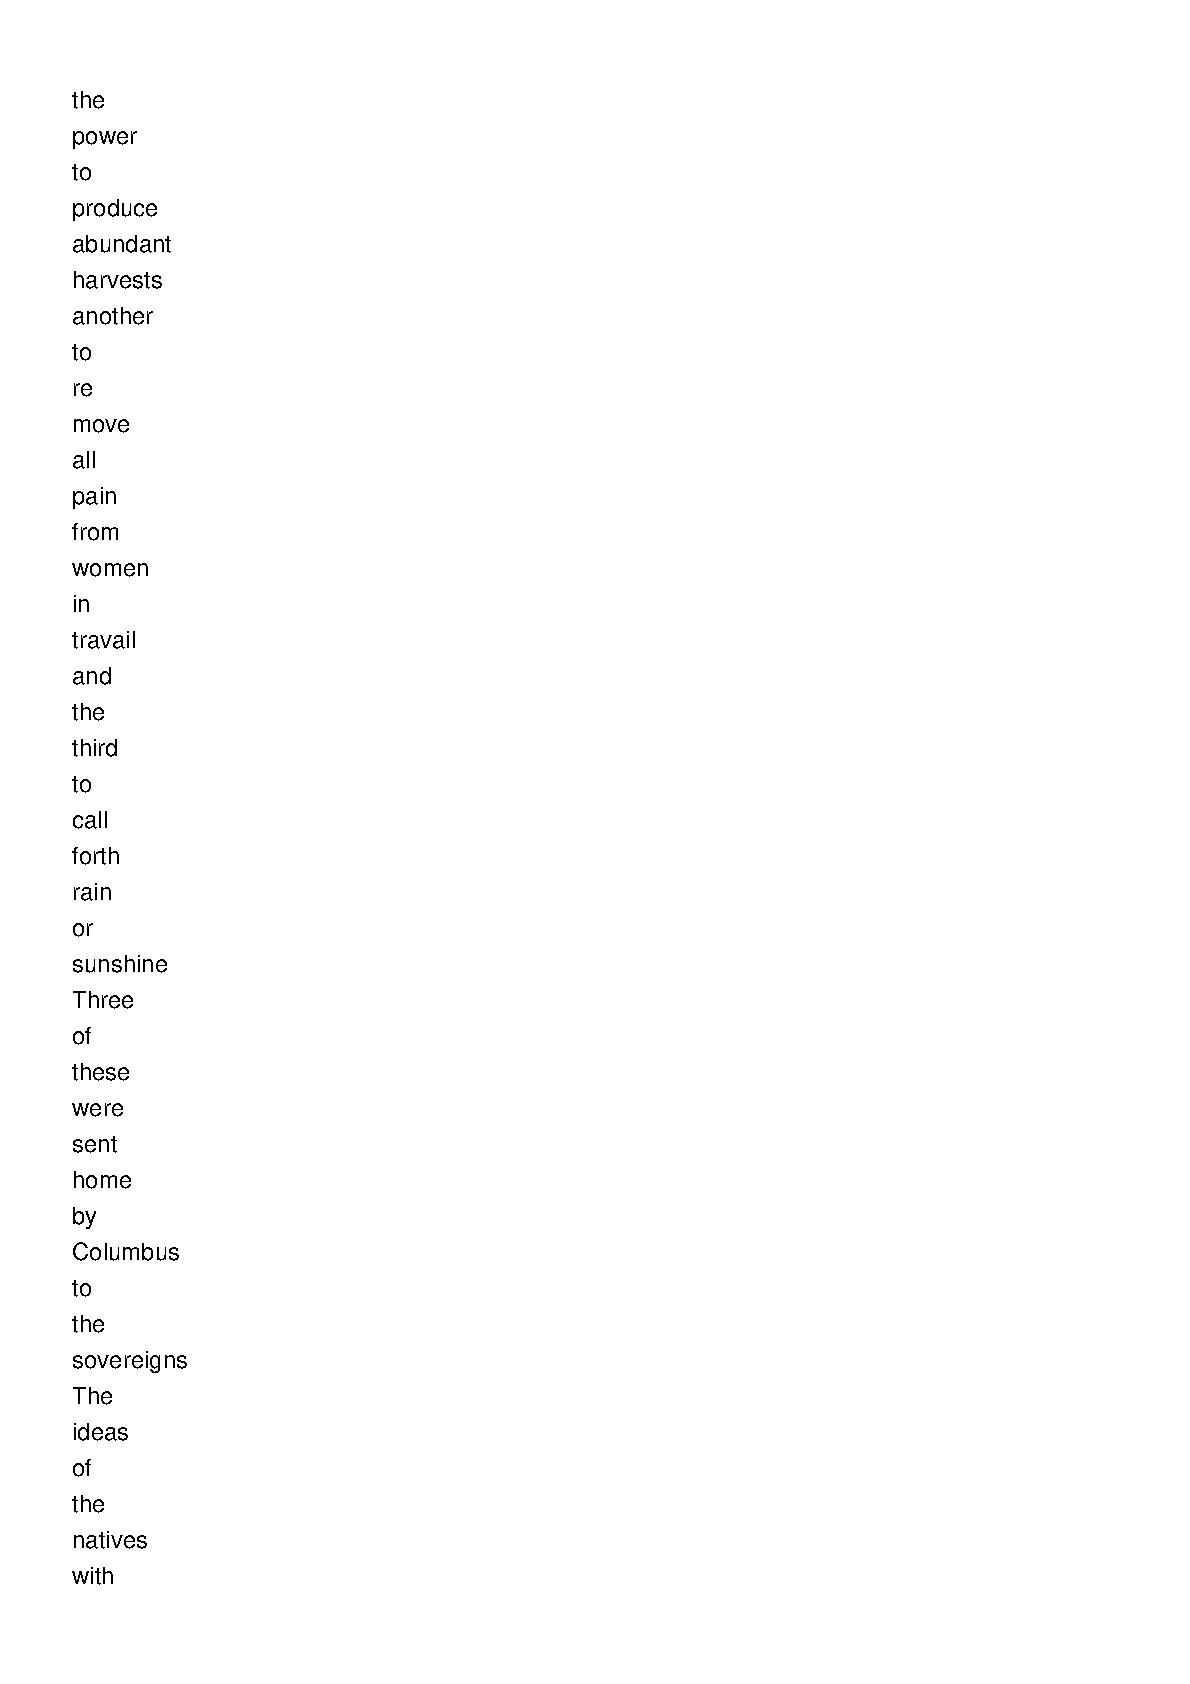 the
power
to
produce
abundant
harvests
another
to
re
move
all
pain
from
women
in
travail
and
the
third
to
call
forth
rain
or
sunshine
Three
of
these
were
sent
home
by
Columbus
to
the
sovereigns
The
ideas
of
the
natives
with